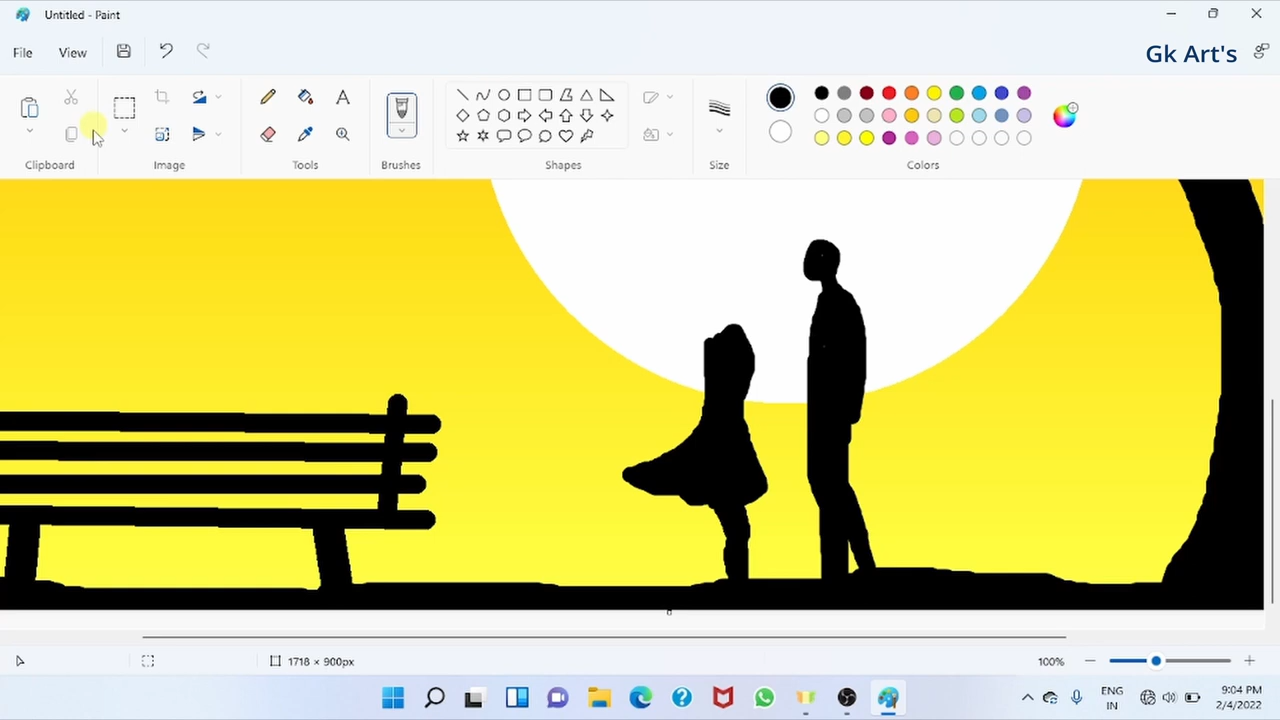 Untitled - Paint
File View
Gk Art's
Clipboard Image Tools Brushes Shapes Size Colors
1718 × 900px
100%
ENG
IN
9:04 PM
2/4/2022